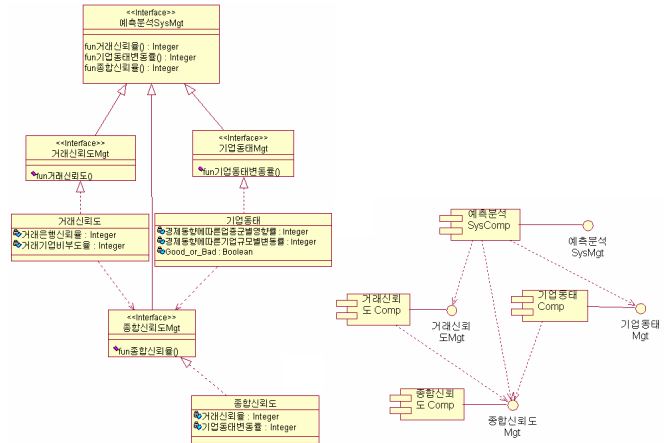 <<Interface>>
예측분석SysMgt
fun거래신뢰율() : Integer
fun기업동태변동률() : Integer
fun종합신뢰율() : Integer
<<Interface>>
거래신뢰도Mgt
fun거래신뢰도()
<<Interface>>
기업동태Mgt
fun기업동태변동률()
거래신뢰도
거래은행신뢰율 : Integer
거래기업비부도율 : Integer
기업동태
경제동향에따른업종군별영향률 : Integer
경제동향에따른기업규모별변동률 : Integer
Good_or_Bad : Boolean
<<Interface>>
종합신뢰도Mgt
fun종합신뢰율()
종합신뢰도
거래신뢰율 : Integer
기업동태변동률 : Integer
예측분석
SysComp
예측분석
SysMgt
거래신뢰
도 Comp
거래신뢰
도Mgt
기업동태
Comp
기업동태
Mgt
종합신뢰
도 Comp
종합신뢰도
Mgt